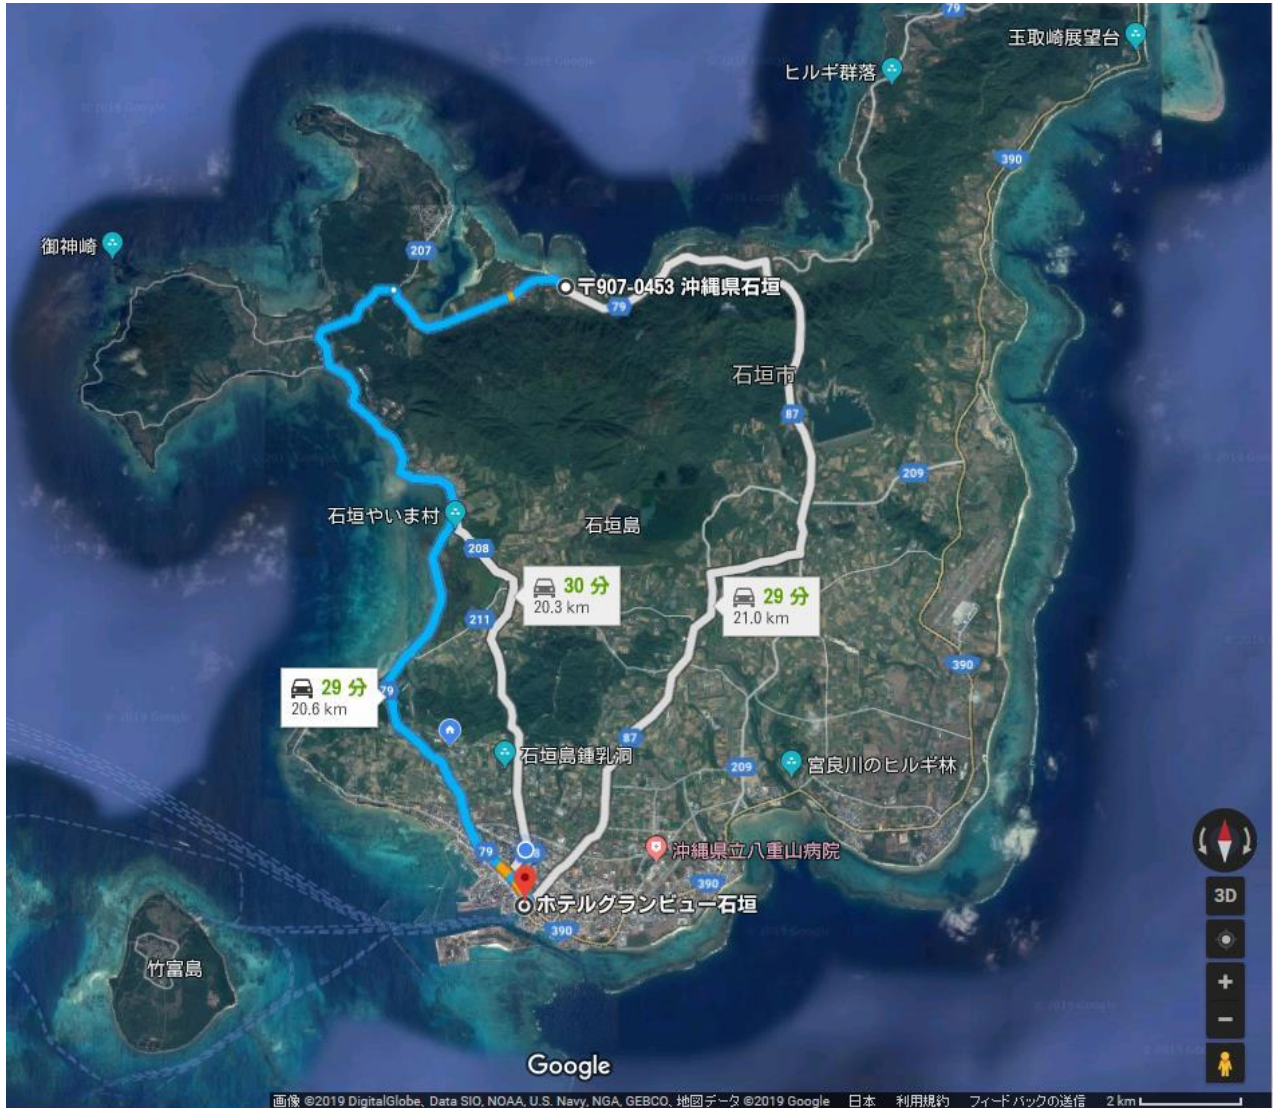 79
玉取崎展望台
ヒルギ群落
390
御神崎
207
〒907-0453 沖縄県石垣
79
石垣市
87
209
石垣やいま村
石垣島
208
30 分
20.3 km
29 分
21.0 km
211
390
29 分
20.6 km
79
87
石垣島鍾乳洞
209
宮良川のヒルギ林
79
沖縄県立八重山病院
390
3D
ホテルグランビュー石垣
390
竹富島
Google
画像 ©2019 DigitalGlobe、Data SIO, NOAA, U.S. Navy, NGA, GEBCO、地図データ ©2019 Google 日本 利用規約 フィードバックの送信 2 km